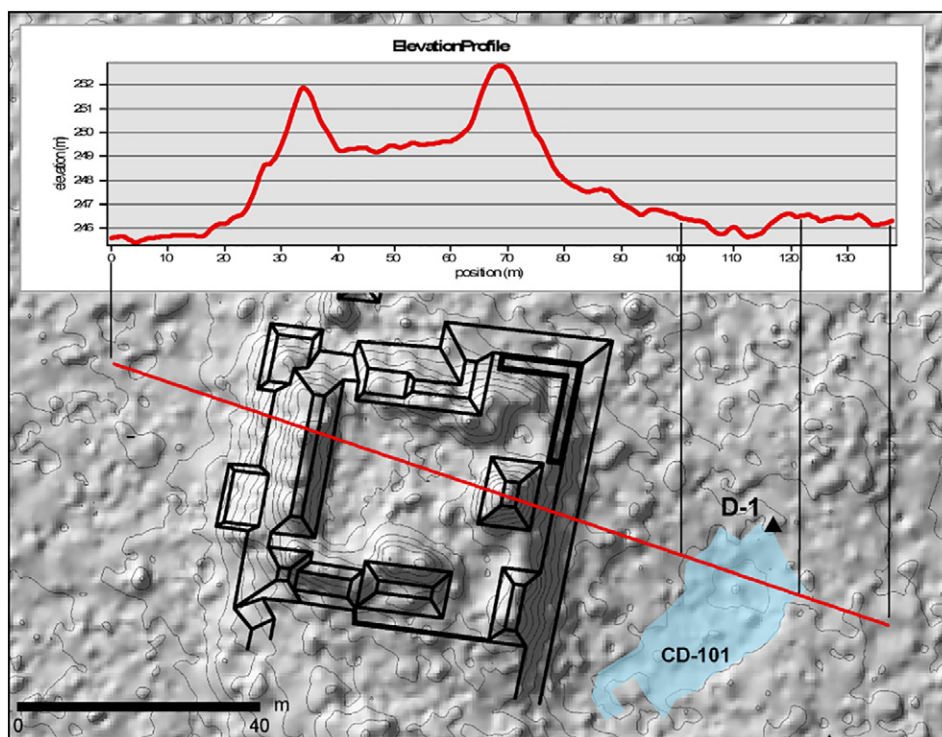 ElevationProfile
elevation (m)
252
251
250
249
248
247
246
0 10 20 30 40 50 60 70 80 90 100 110 120 130
position (m)
D-1
CD-101
m
0 40